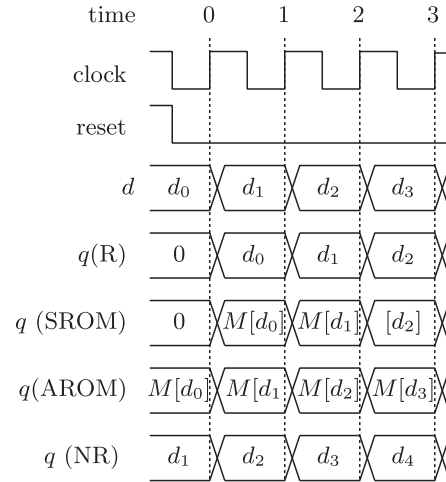 time 0 1 2 3
clock
reset
d d₀ d₁ d₂ d₃
q(R) 0 d₀ d₁ d₂
q (SROM) 0 M[d₀] M[d₁] [d₂]
q(AROM) M[d₀] M[d₁ M[d₂] M[d₃]
q (NR) d₁ d₂ d₃ d₄